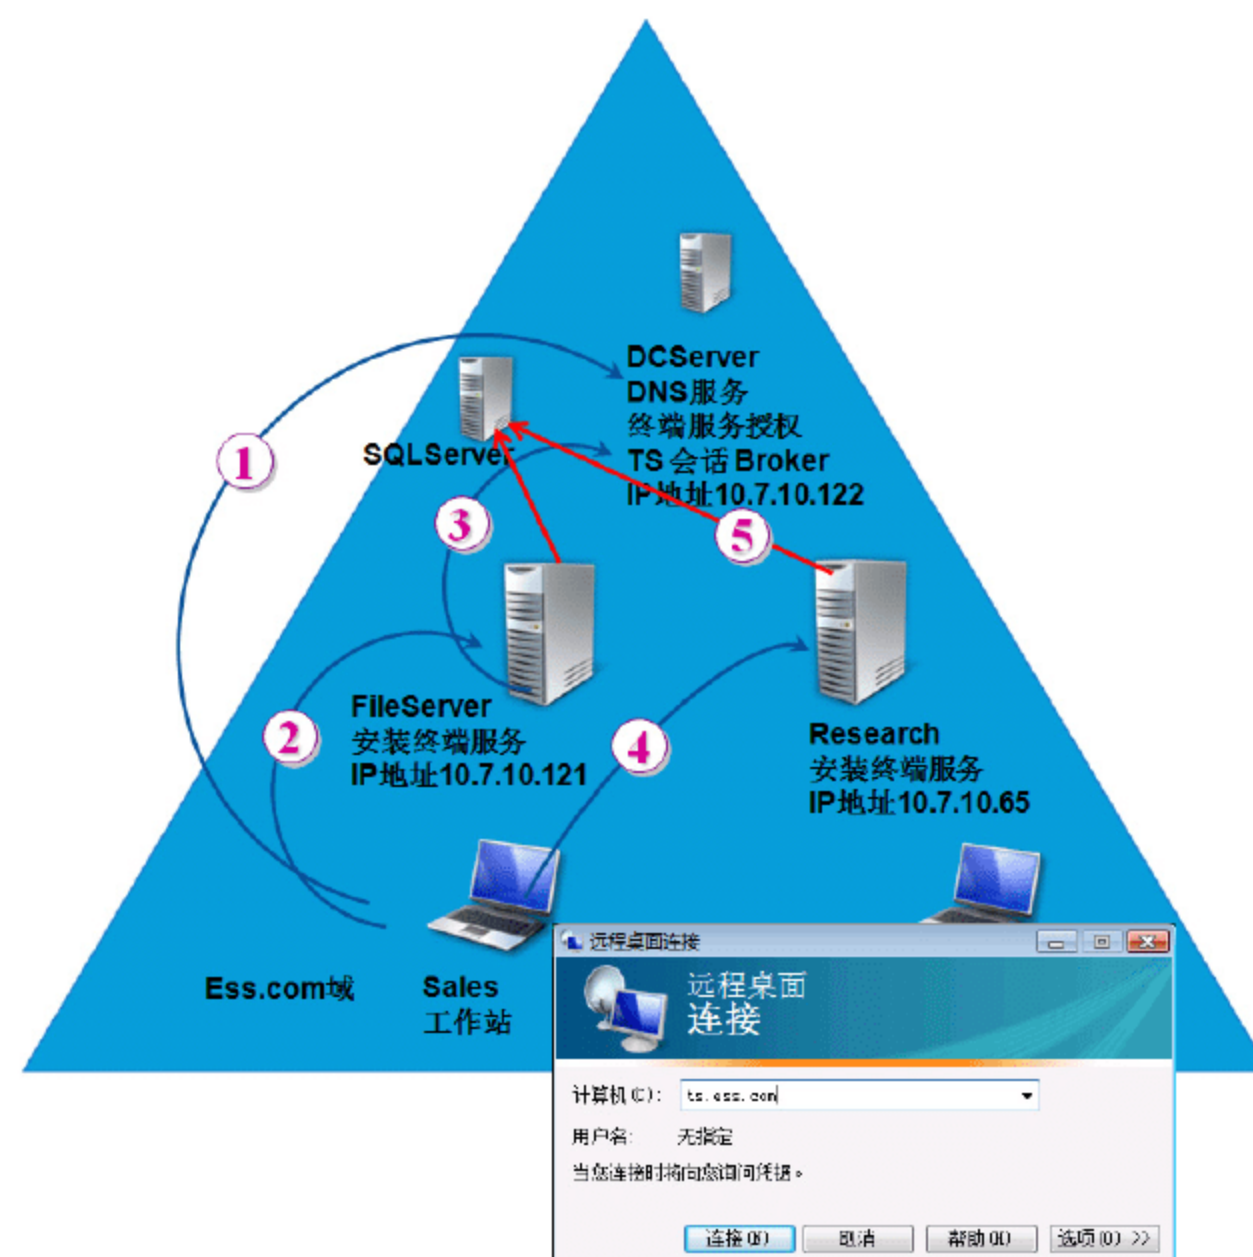 DCServer
DNS服务
终端服务授权
TS 会话 Broker
IP地址10.7.10.122
SQLServer
1
3
5
FileServer
安装终端服务
IP地址10.7.10.121
2
4
Research
安装终端服务
IP地址10.7.10.65
Ess.com域
Sales
工作站
远程桌面连接
远程桌面
连接
计算机(C):
ts.ess.com
用户名:
无指定
当您连接时将向您询问凭据。
连接(N)
取消
帮助(H)
选项(O) >>